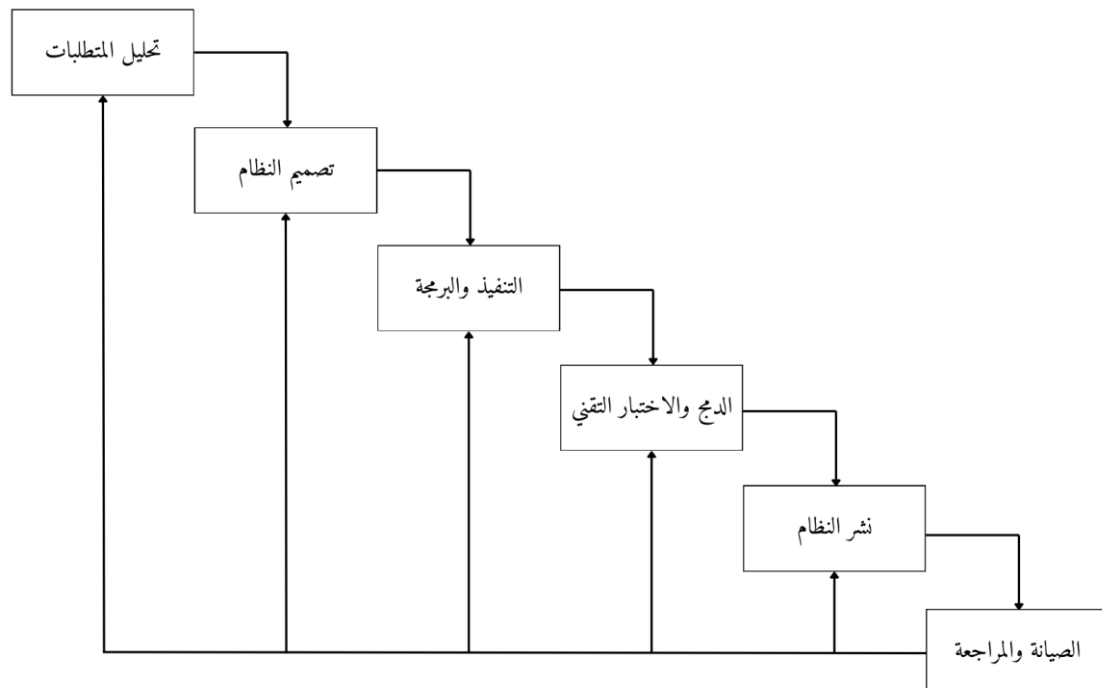 تحليل المتطلبات
تصميم النظام
التنفيذ والبرمجة
الدمج والاختبار التقني
نشر النظام
الصيانة والمراجعة